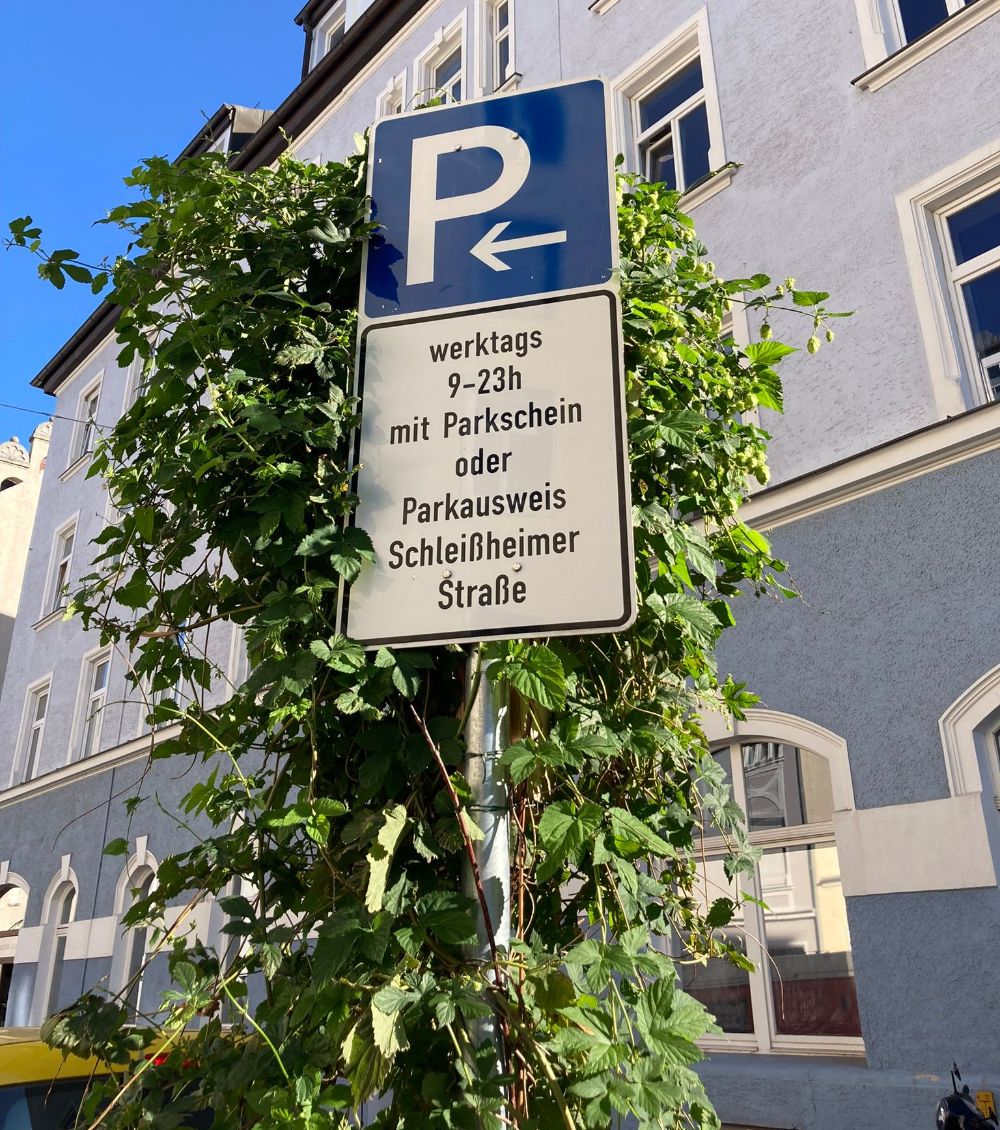 P
werktags
9-23h
mit Parkschein
oder
Parkausweis
Schleißheimer
Straße